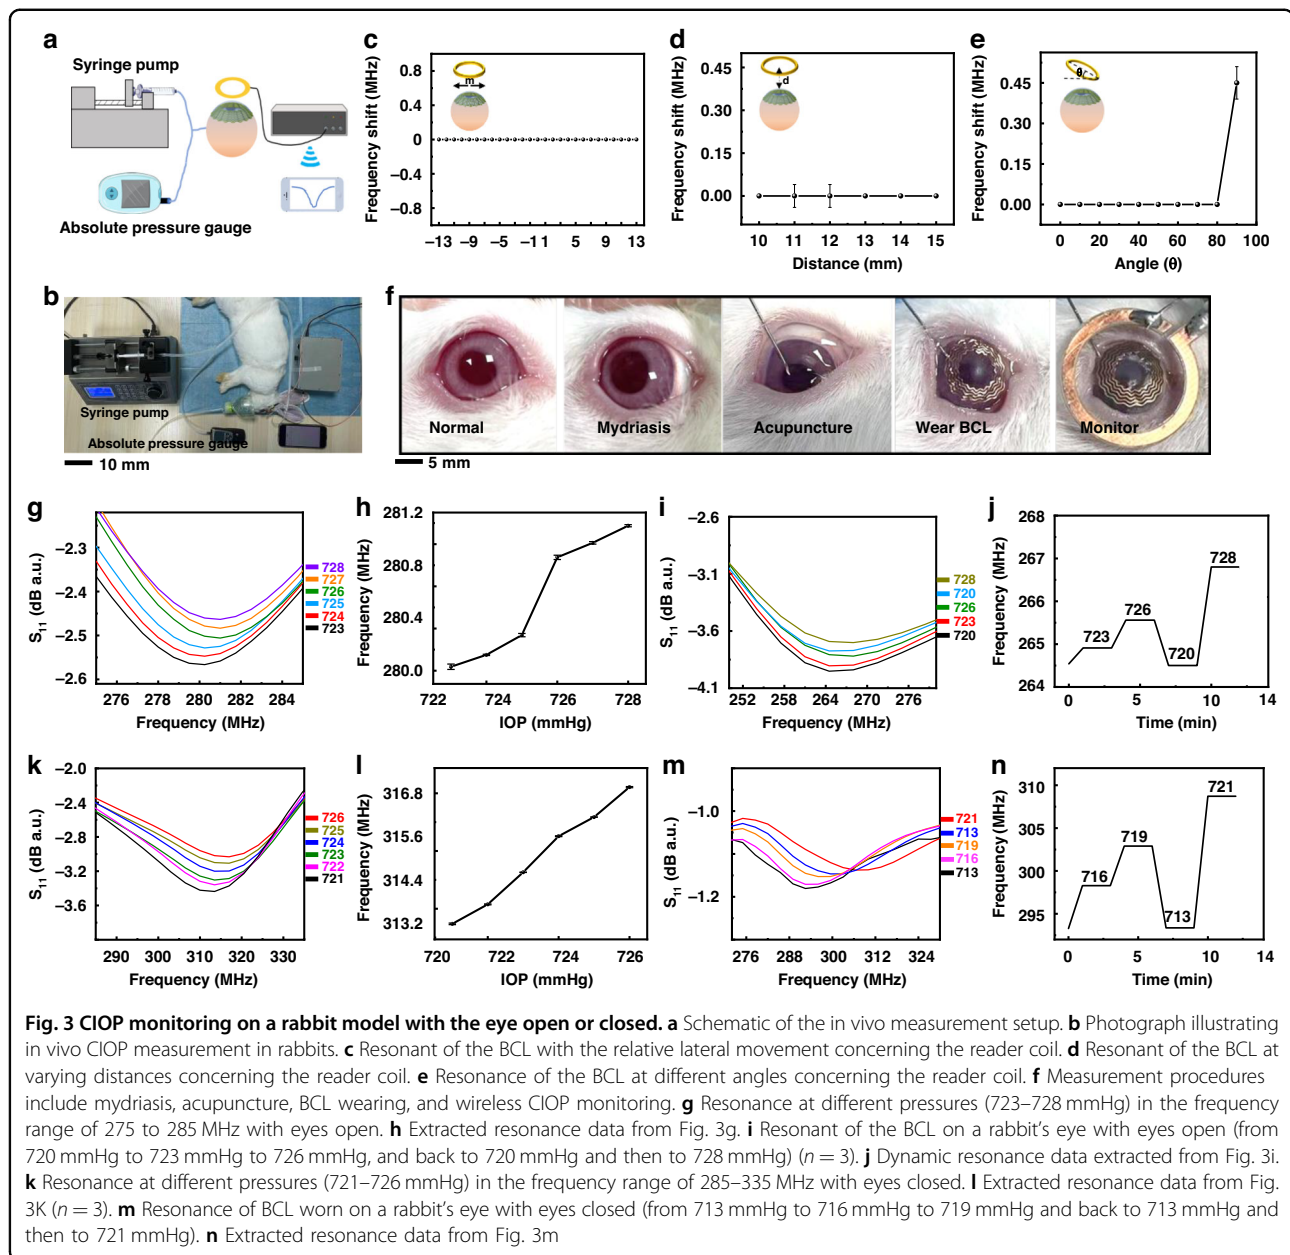 a
Syringe pump
Absolute pressure gauge
c
Frequency shift (MHz)
0.8
0.4
0
−0.4
−0.8
m
−13 −9 −5 −1 1 5 9 13
d
Frequency shift (MHz)
0.45
0.30
0.15
0.00
d
10 11 12 13 14 15
Distance (mm)
e
Frequency shift (MHz)
0.45
0.30
0.15
0.00
θ
0 20 40 60 80 100
Angle (θ)
b
Syringe pump
Absolute pressure gauge
10 mm
f
Normal
Mydriasis
Acupuncture
Wear BCL
Monitor
5 mm
g
S11 (dB a.u.)
−2.3
−2.4
−2.5
−2.6
276 278 280 282 284
Frequency (MHz)
728
727
726
725
724
723
h
Frequency (MHz)
281.2
280.8
280.4
280.0
722 724 726 728
IOP (mmHg)
i
S11 (dB a.u.)
−2.6
−3.1
−3.6
−4.1
252 258 264 270 276
Frequency (MHz)
728
720
726
723
720
j
Frequency (MHz)
268
267
266
265
264
723
726
720
728
0 5 10 14
Time (min)
k
S11 (dB a.u.)
−2.0
−2.4
−2.8
−3.2
−3.6
290 300 310 320 330
Frequency (MHz)
726
725
724
723
722
721
l
Frequency (MHz)
316.8
315.6
314.4
313.2
720 722 724 726
IOP (mmHg)
m
S11 (dB a.u.)
−1.0
−1.2
276 288 300 312 324
Frequency (MHz)
721
713
719
716
713
n
Frequency (MHz)
310
305
300
295
716
719
713
721
0 5 10 14
Time (min)
Fig. 3 CIOP monitoring on a rabbit model with the eye open or closed. a Schematic of the in vivo measurement setup. b Photograph illustrating
in vivo CIOP measurement in rabbits. c Resonant of the BCL with the relative lateral movement concerning the reader coil. d Resonant of the BCL at
varying distances concerning the reader coil. e Resonance of the BCL at different angles concerning the reader coil. f Measurement procedures
include mydriasis, acupuncture, BCL wearing, and wireless CIOP monitoring. g Resonance at different pressures (723–728 mmHg) in the frequency
range of 275 to 285 MHz with eyes open. h Extracted resonance data from Fig. 3g. i Resonant of the BCL on a rabbit's eye with eyes open (from
720 mmHg to 723 mmHg to 726 mmHg, and back to 720 mmHg and then to 728 mmHg) (n = 3). j Dynamic resonance data extracted from Fig. 3i.
k Resonance at different pressures (721–726 mmHg) in the frequency range of 285–335 MHz with eyes closed. l Extracted resonance data from Fig.
3K (n = 3). m Resonance of BCL worn on a rabbit's eye with eyes closed (from 713 mmHg to 716 mmHg to 719 mmHg and back to 713 mmHg and
then to 721 mmHg). n Extracted resonance data from Fig. 3m